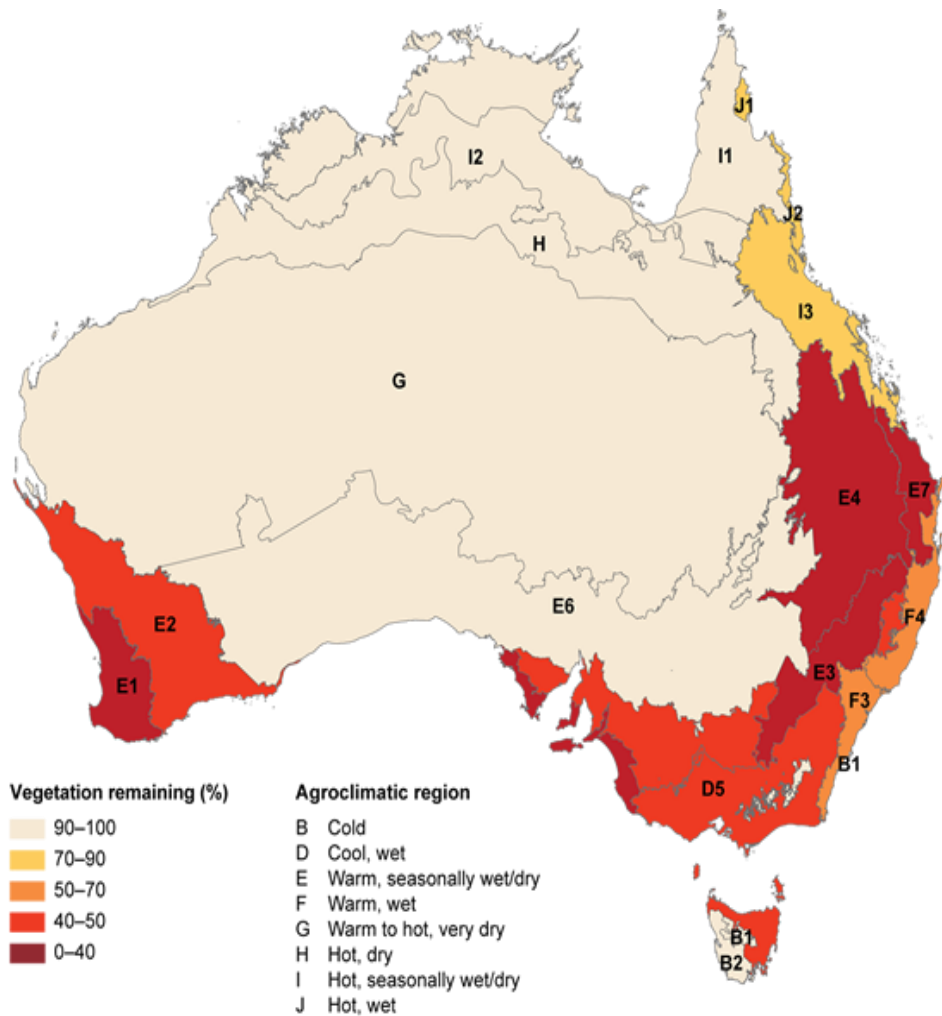 J1
I2
I1
J2
H
I3
G
E4
E7
E6
F4
E2
E3
E1
F3
B1
D5
Vegetation remaining (%)
90–100
70–90
50–70
40–50
0–40
Agroclimatic region
B Cold
D Cool, wet
E Warm, seasonally wet/dry
F Warm, wet
G Warm to hot, very dry
H Hot, dry
I Hot, seasonally wet/dry
J Hot, wet
B1
B2